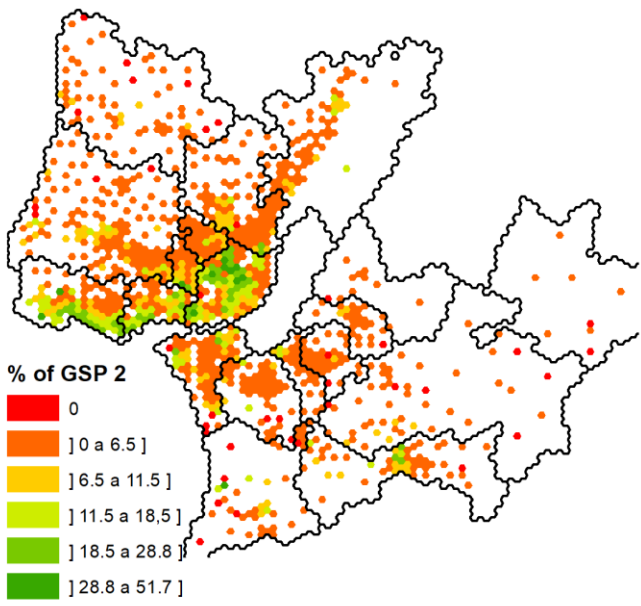 % of GSP 2
0
] 0 a 6.5 ]
] 6.5 a 11.5 ]
] 11.5 a 18,5 ]
] 18.5 a 28.8 ]
] 28.8 a 51.7 ]